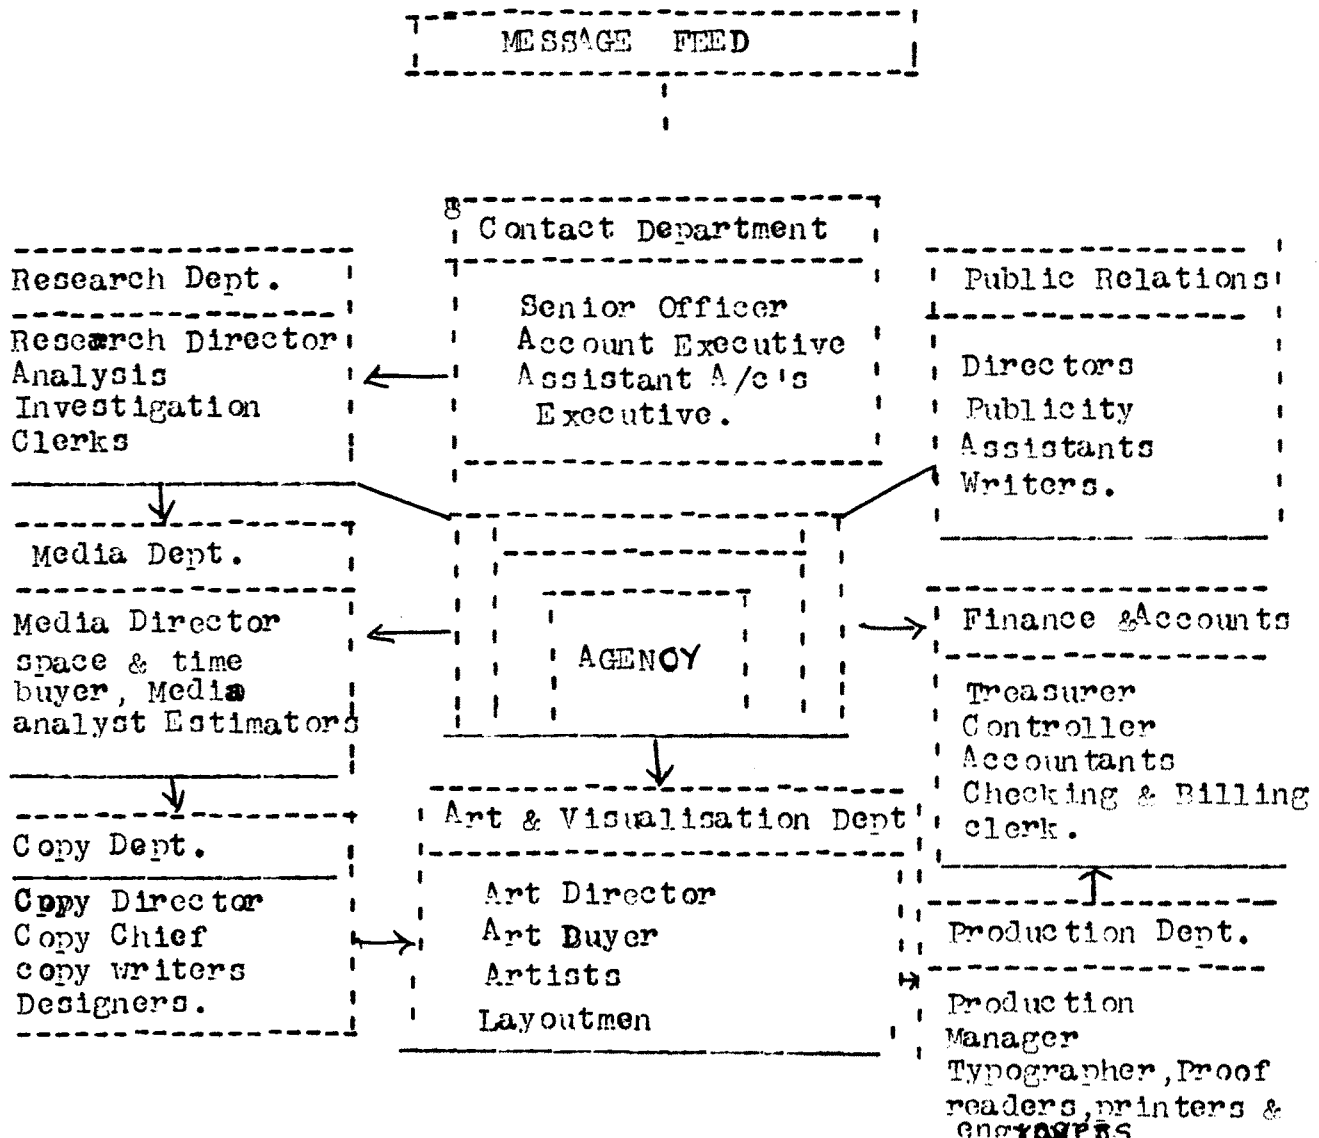 MESSAGE FEED
Contact Department
Senior Officer
Account Executive
Assistant A/c's
Executive.
Research Dept.
Research Director
Analysis
Investigation
Clerks
Public Relations
Directors
Publicity
Assistants
Writers.
Media Dept.
Media Director
space & time
buyer, Media
analyst Estimators
AGENCY
Finance &Accounts
Treasurer
Controller
Accountants
Checking & Billing
clerk.
Copy Dept.
Copy Director
Copy Chief
copy writers
Designers.
Art & Visualisation Dept
Art Director
Art Buyer
Artists
Layoutmen
Production Dept.
Production
Manager
Typographer,Proof
readers,printers &